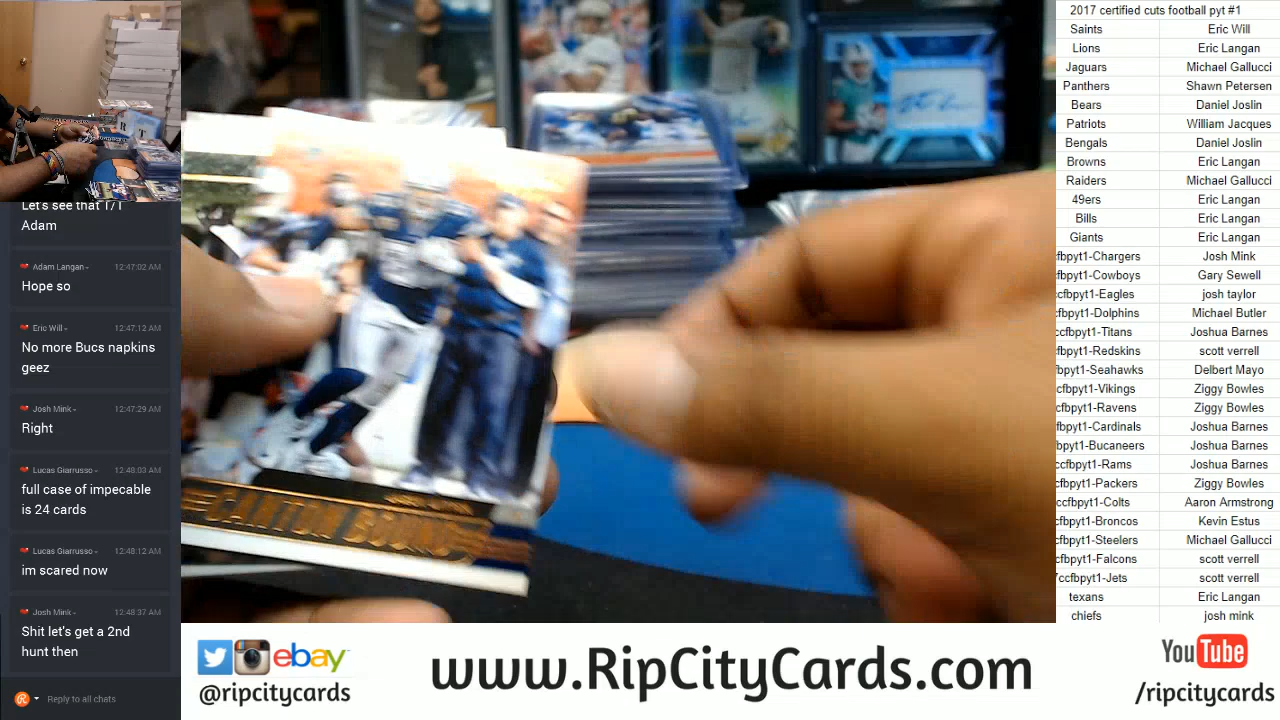 Let's see that 1/1
Adam
Adam Langan 12:47:02 AM
Hope so
Eric Will 12:47:12 AM
No more Bucs napkins
geez
Josh Mink 12:47:29 AM
Right
Lucas Giarrusso 12:48:03 AM
full case of impecable
is 24 cards
Lucas Giarrusso 12:48:12 AM
im scared now
Josh Mink 12:48:37 AM
Shit let's get a 2nd
hunt then
Reply to all chats
CANTON BOUND
2017 certified cuts football pyt #1
Saints Eric Will
Lions Eric Langan
Jaguars Michael Gallucci
Panthers Shawn Petersen
Bears Daniel Joslin
Patriots William Jacques
Bengals Daniel Joslin
Browns Eric Langan
Raiders Michael Gallucci
49ers Eric Langan
Bills Eric Langan
Giants Eric Langan
cfbpyt1-Chargers Josh Mink
ccfbpyt1-Cowboys Gary Sewell
ccfbpyt1-Eagles josh taylor
cfbpyt1-Dolphins Michael Butler
ccfbpyt1-Titans Joshua Barnes
fbpyt1-Redskins scott verrell
fbpyt1-Seahawks Delbert Mayo
cfbpyt1-Vikings Ziggy Bowles
cfbpyt1-Ravens Ziggy Bowles
fbpyt1-Cardinals Joshua Barnes
bpyt1-Bucaneers Joshua Barnes
ccfbpyt1-Rams Joshua Barnes
cfbpyt1-Packers Ziggy Bowles
ccfbpyt1-Colts Aaron Armstrong
cfbpyt1-Broncos Kevin Estus
cfbpyt1-Steelers Michael Gallucci
cfbpyt1-Falcons scott verrell
7ccfbpyt1-Jets scott verrell
texans Eric Langan
chiefs josh mink
ebay
@ripcitycards
www.RipCityCards.com
YouTube
/ripcitycards